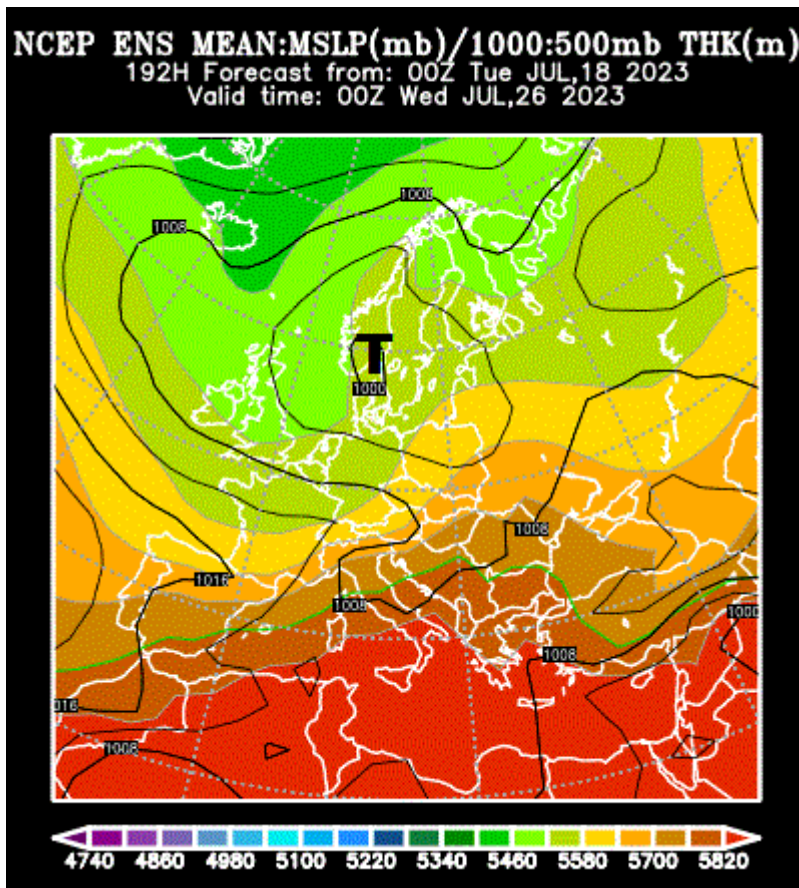 NCEP ENS MEAN:MSLP(mb)/1000:500mb THK(m)
192H Forecast from: 00Z Tue JUL,18 2023
Valid time: 00Z Wed JUL,26 2023
1008
1008
T
1000
1008
1016
1008
1000
1008
016
1008
4740 4860 4980 5100 5220 5340 5460 5580 5700 5820